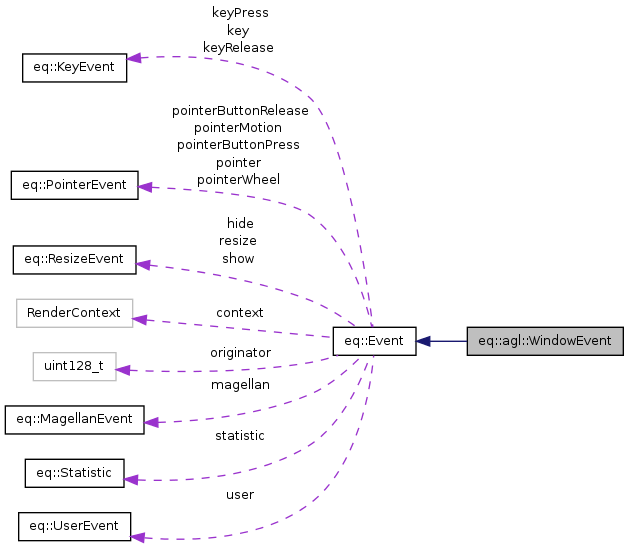 keyPress
key
keyRelease
eq::KeyEvent
pointerButtonRelease
pointerMotion
pointerButtonPress
pointer
pointerWheel
eq::PointerEvent
hide
resize
show
eq::ResizeEvent
context
RenderContext
eq::Event
eq::agl::WindowEvent
originator
uint128_t
magellan
eq::MagellanEvent
statistic
eq::Statistic
user
eq::UserEvent